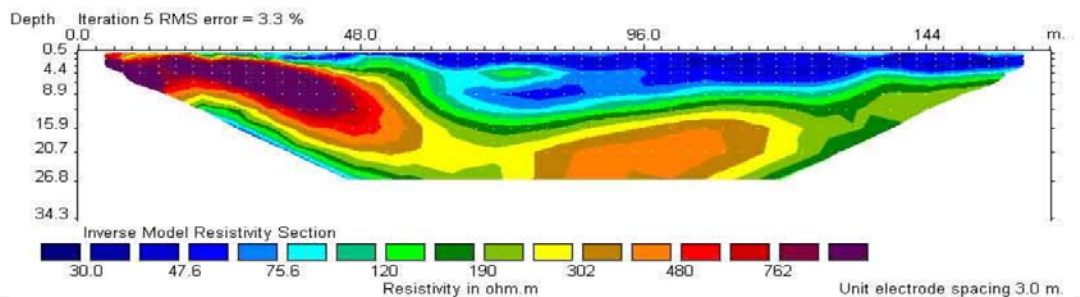 Depth Iteration 5 RMS error = 3.3 %
0.0 48.0 96.0 144 m.
0.5
4.4
8.9
15.9
20.7
26.8
34.3
Inverse Model Resistivity Section
30.0 47.6 75.6 120 190 302 480 762
Resistivity in ohm.m Unit electrode spacing 3.0 m.